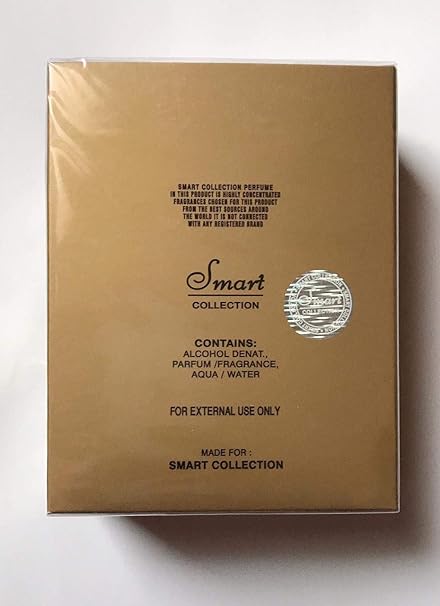 SMART COLLECTION PERFUME
IN THIS PRODUCT IS HIGHLY CONCENTRATED
FRAGRANCES CHOSEN FOR THIS PRODUCT
FROM THE BEST SOURCES AROUND
THE WORLD IT IS NOT CONNECTED
WITH ANY REGISTERED BRAND
Smart
COLLECTION
Smart
COLLECTION
CONTAINS:
ALCOHOL DENAT.,
PARFUM /FRAGRANCE,
AQUA / WATER
FOR EXTERNAL USE ONLY
MADE FOR :
SMART COLLECTION